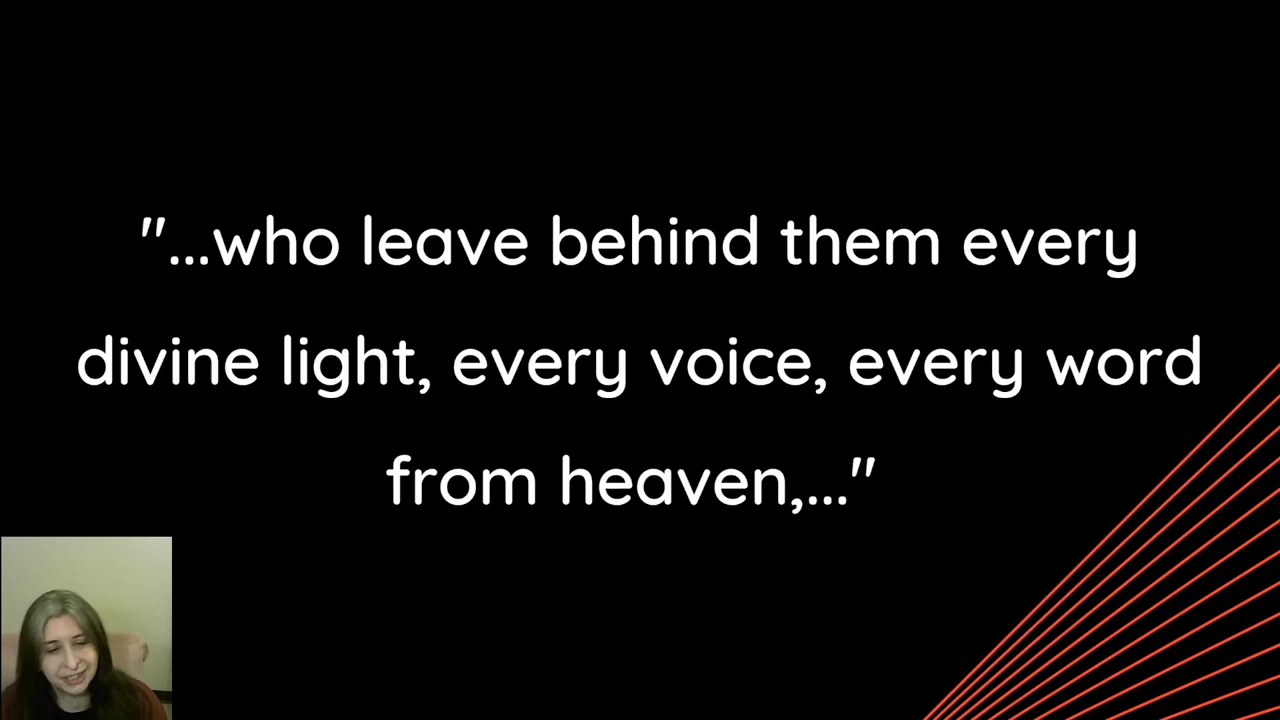 "...who leave behind them every
divine light, every voice, every word
from heaven,..."